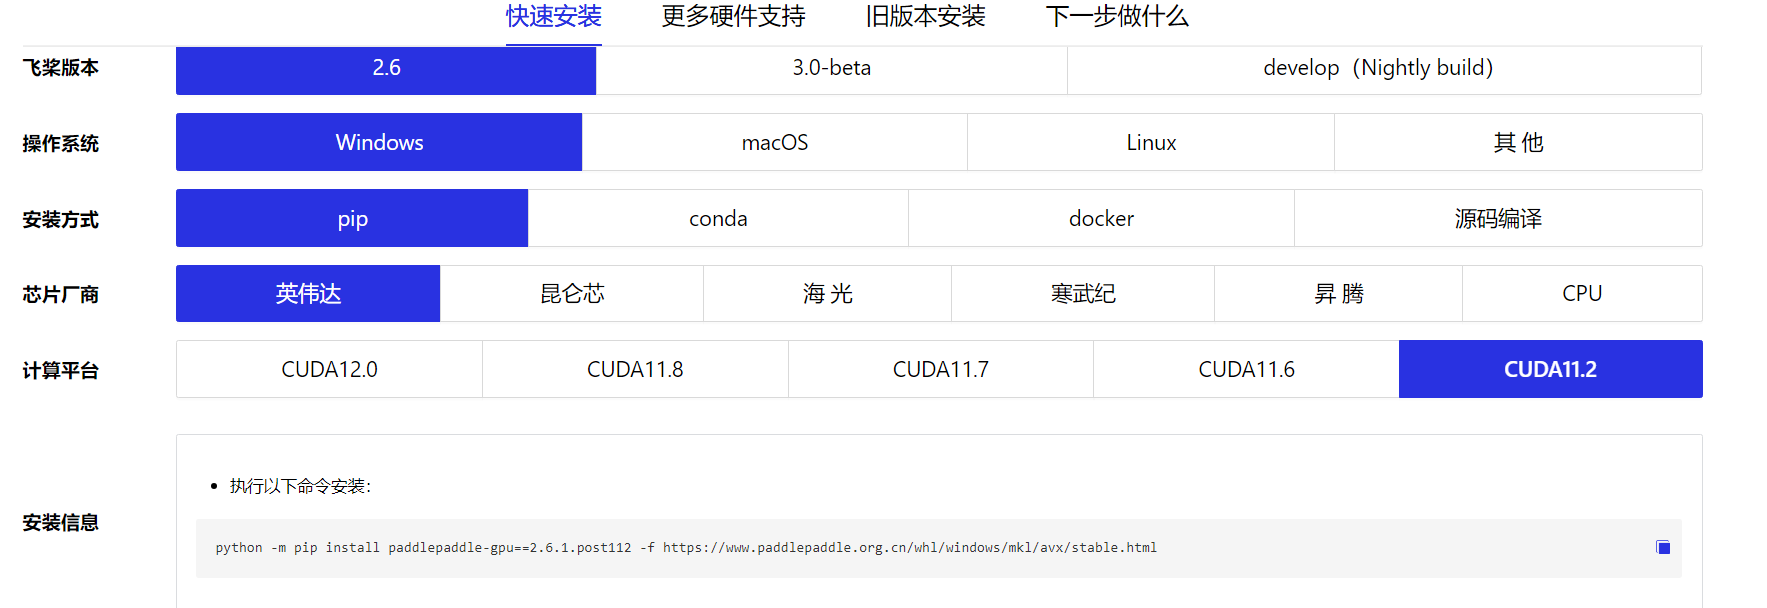 快速安装 更多硬件支持 旧版本安装 下一步做什么
飞桨版本 2.6 3.0-beta develop（Nightly build）
操作系统 Windows macOS Linux 其 他
安装方式 pip conda docker 源码编译
芯片厂商 英伟达 昆仑芯 海 光 寒武纪 昇 腾 CPU
计算平台 CUDA12.0 CUDA11.8 CUDA11.7 CUDA11.6 CUDA11.2
• 执行以下命令安装：
安装信息
python -m pip install paddlepaddle-gpu==2.6.1.post112 -f https://www.paddlepaddle.org.cn/whl/windows/mkl/avx/stable.html